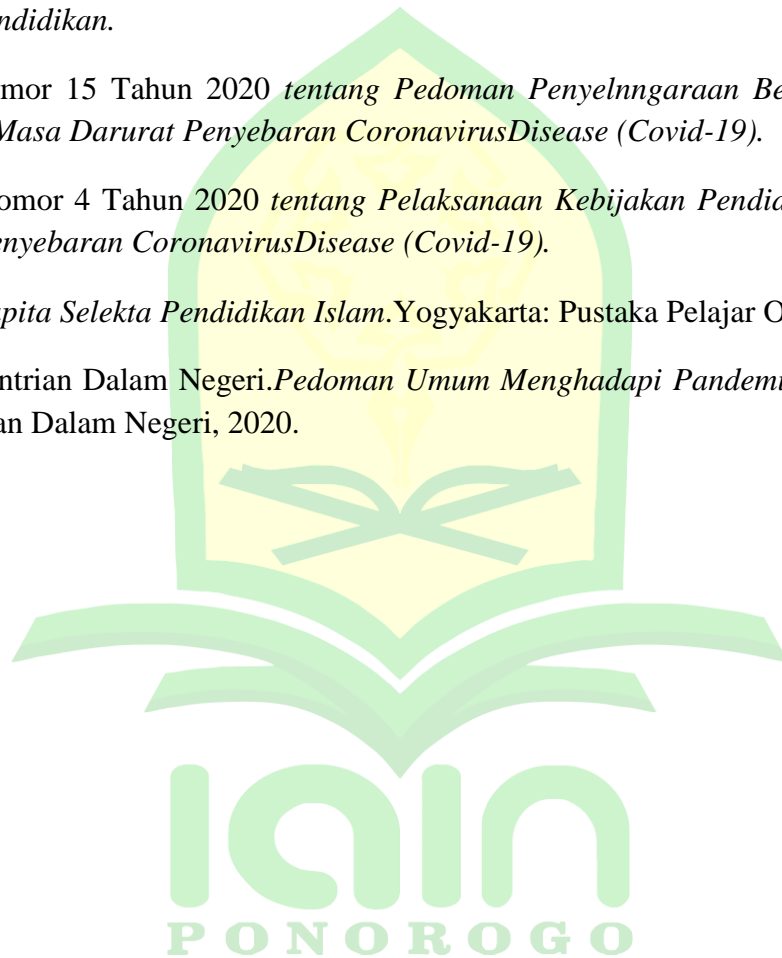 ndidikan.
mor 15 Tahun 2020 tentang Pedoman Penyelnngaraan Be
Masa Darurat Penyebaran CoronavirusDisease (Covid-19).
omor 4 Tahun 2020 tentang Pelaksanaan Kebijakan Pendid
enyebaran CoronavirusDisease (Covid-19).
pita Selekta Pendidikan Islam.Yogyakarta: Pustaka Pelajar O
ntrian Dalam Negeri.Pedoman Umum Menghadapi Pandemi
an Dalam Negeri, 2020.
iain
PONOROGO